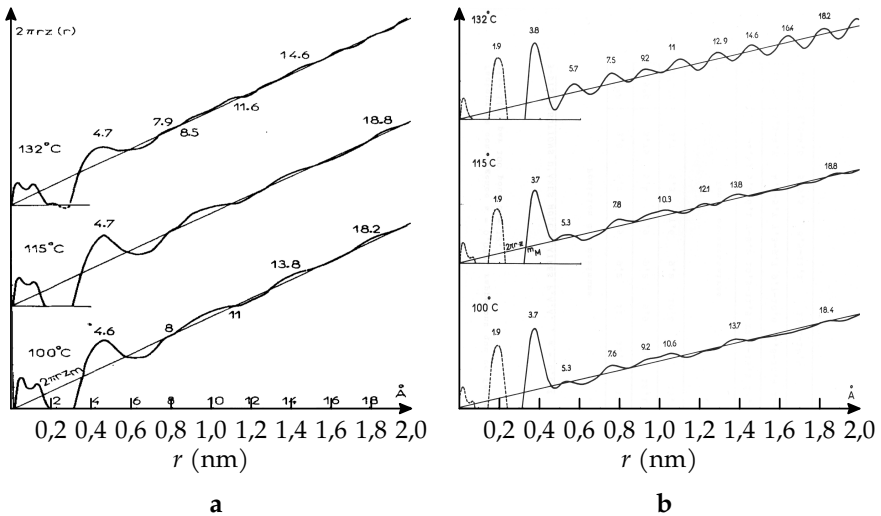 a
2πrz(r)
14.6
7.9
11.6
4.7
8.5
132°C
18.8
4.7
115°C
18.2
13.8
4.6
8
11
100°C
2πrzm
Å
2 4 6 8 10 12 14 16 18
0,2 0,4 0,6 0,8 1,0 1,2 1,4 1,6 1,8 2,0
r (nm)
a
b
132°C
1.9 3.8 5.7 7.5 9.2 11 12.9 14.6 16.4 18.2
115°C
1.9 3.7 5.3 7.8 10.3 12.1 13.8 18.8
2πrz
mM
100°C
1.9 3.7 5.3 7.6 9.2 10.6 13.7 18.4
Å
0,2 0,4 0,6 0,8 1,0 1,2 1,4 1,6 1,8 2,0
r (nm)
b